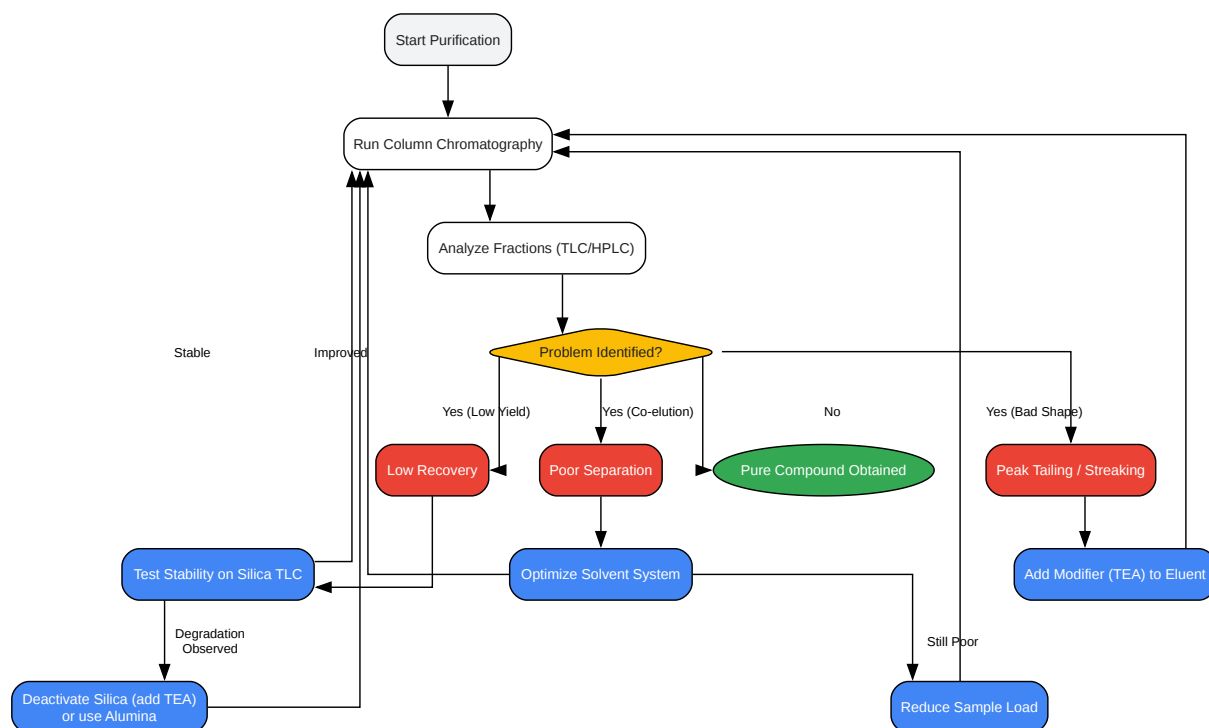 Start Purification
Run Column Chromatography
Analyze Fractions (TLC/HPLC)
Stable
Improved
Problem Identified?
Yes (Low Yield)
Yes (Co-elution)
No
Yes (Bad Shape)
Low Recovery
Poor Separation
Pure Compound Obtained
Peak Tailing / Streaking
Test Stability on Silica TLC
Optimize Solvent System
Add Modifier (TEA) to Eluent
Degradation
Observed
Still Poor
Deactivate Silica (add TEA)
or use Alumina
Reduce Sample Load